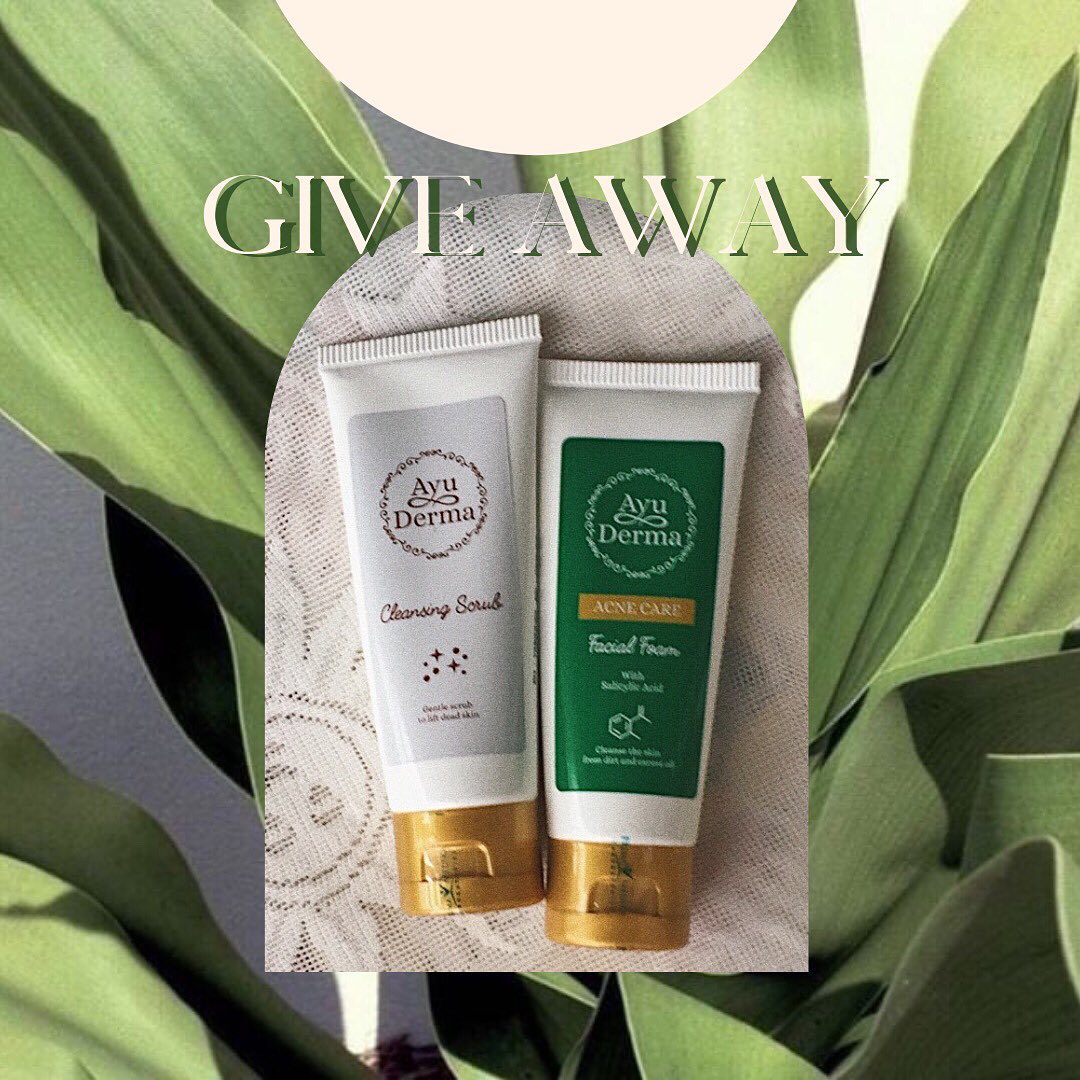 GIVE AWAY
Ayu
Derma
Cleansing Scrub
Gentle scrub
to lift dead skin
Ayu
Derma
ACNE CARE
Facial Foam
With
Salicylic Acid
Cleanse the skin
from dirt and excess oil